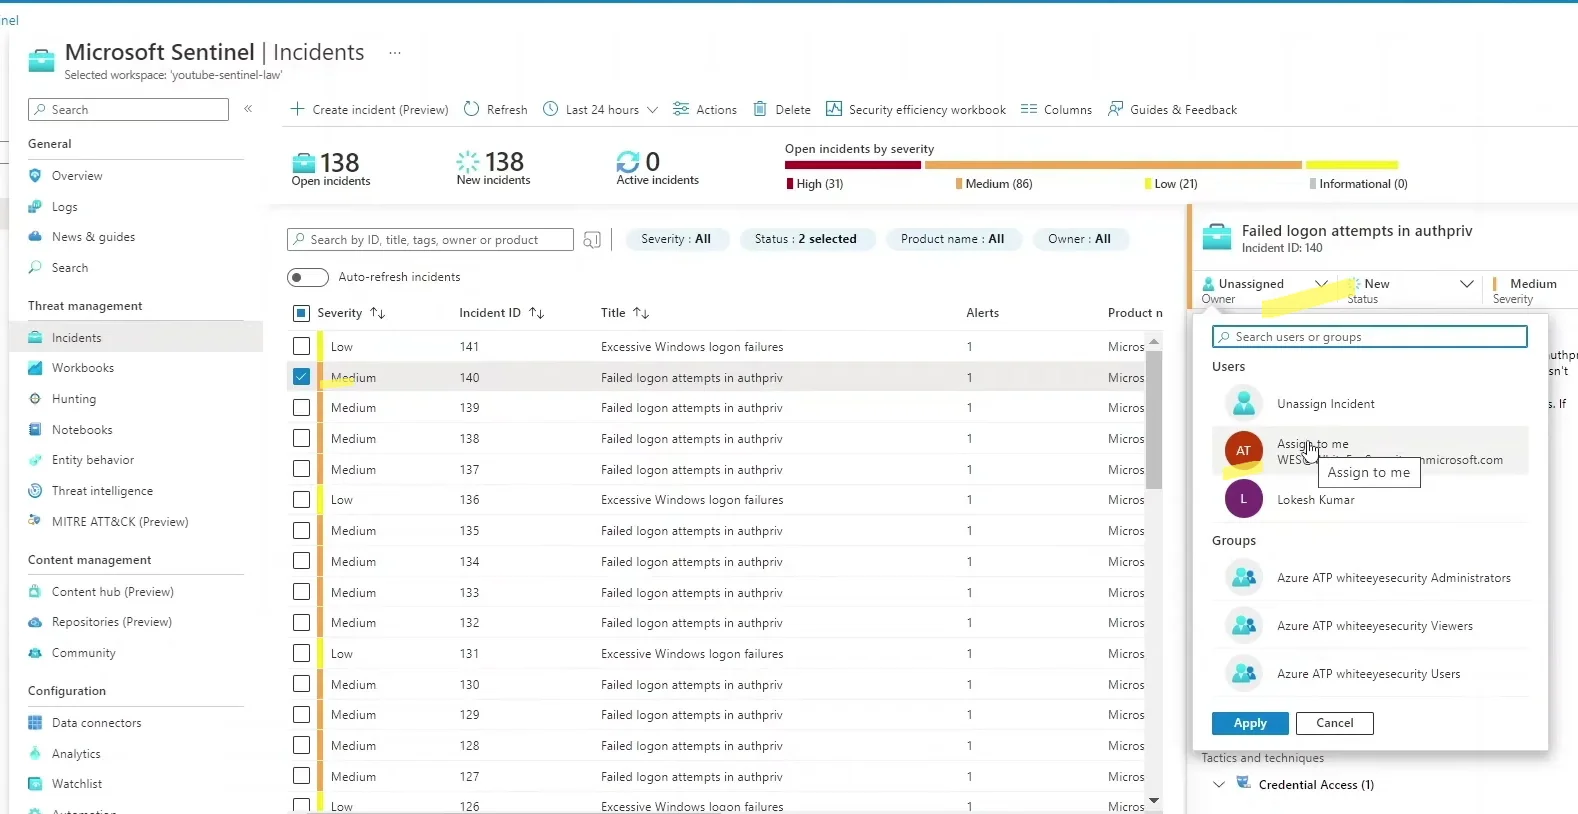 nel
Microsoft Sentinel | Incidents ...
Selected workspace: 'youtube-sentinel-law'
Search
General
Overview
Logs
News & guides
Search
Threat management
Incidents
Workbooks
Hunting
Notebooks
Entity behavior
Threat intelligence
MITRE ATT&CK (Preview)
Content management
Content hub (Preview)
Repositories (Preview)
Community
Configuration
Data connectors
Analytics
Watchlist
Automation
Create incident (Preview) Refresh Last 24 hours Actions Delete Security efficiency workbook Columns Guides & Feedback
138 Open incidents
138 New incidents
0 Active incidents
Open incidents by severity
High (31) Medium (86) Low (21) Informational (0)
Search by ID, title, tags, owner or product
Severity : All Status : 2 selected Product name : All Owner : All
Auto-refresh incidents
Severity Incident ID Title Alerts Product n
Low 141 Excessive Windows logon failures 1 Micros
Medium 140 Failed logon attempts in authpriv 1 Micros
Medium 139 Failed logon attempts in authpriv 1 Micros
Medium 138 Failed logon attempts in authpriv 1 Micros
Medium 137 Failed logon attempts in authpriv 1 Micros
Low 136 Excessive Windows logon failures 1 Micros
Medium 135 Failed logon attempts in authpriv 1 Micros
Medium 134 Failed logon attempts in authpriv 1 Micros
Medium 133 Failed logon attempts in authpriv 1 Micros
Medium 132 Failed logon attempts in authpriv 1 Micros
Low 131 Excessive Windows logon failures 1 Micros
Medium 130 Failed logon attempts in authpriv 1 Micros
Medium 129 Failed logon attempts in authpriv 1 Micros
Medium 128 Failed logon attempts in authpriv 1 Micros
Medium 127 Failed logon attempts in authpriv 1 Micros
Low 126 Excessive Windows logon failures 1 Micros
Failed logon attempts in authpriv
Incident ID: 140
Unassigned New Medium
Owner Status Severity
Search users or groups
Users
Unassign Incident
AT Assign to me
Assign to me
L Lokesh Kumar
Groups
Azure ATP whiteeyesecurity Administrators
Azure ATP whiteeyesecurity Viewers
Azure ATP whiteeyesecurity Users
Apply Cancel
uthpr
sn't
s. If
Tactics and techniques
Credential Access (1)